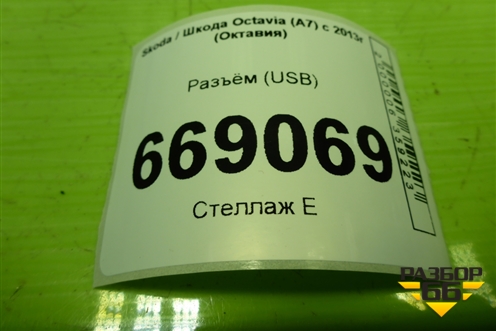 Skoda / Шкода Octavia (A7) с 2013г
(Октавия)
Разъём (USB)
669069
Стеллаж Е
РАЗБОР
66